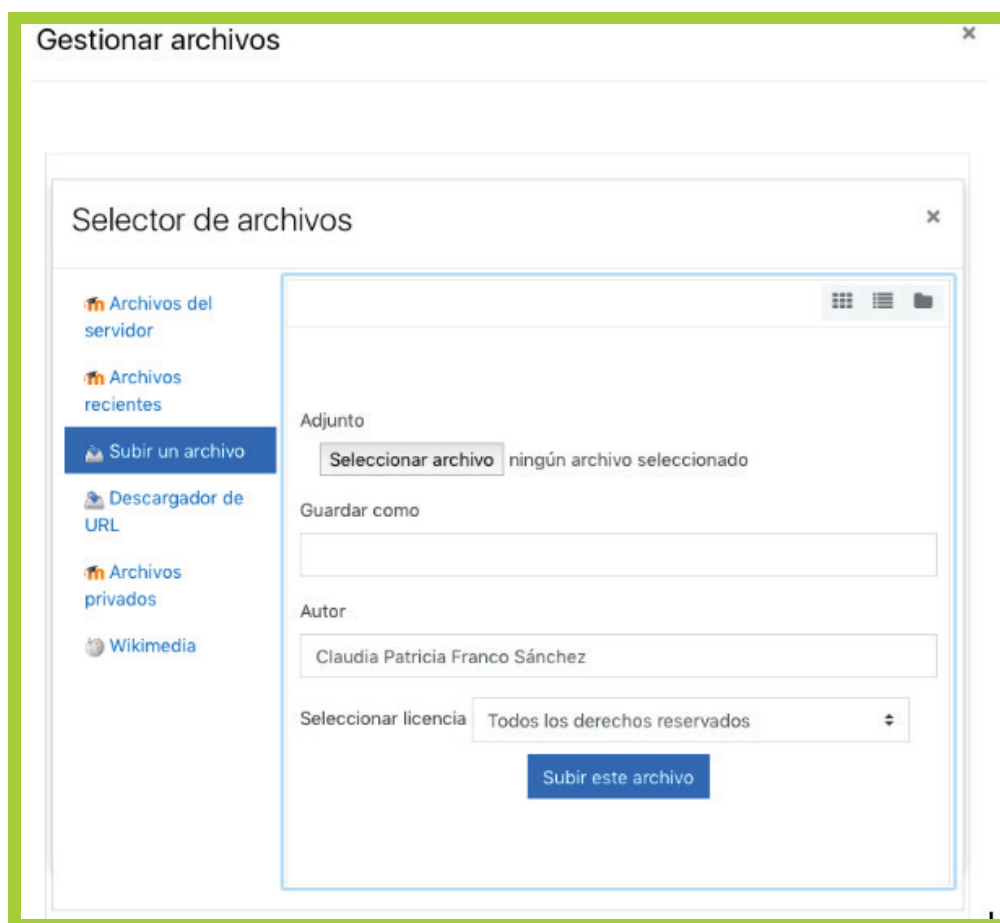 Gestionar archivos
Selector de archivos
Archivos del
servidor
Archivos
recientes
Subir un archivo
Descargador de
URL
Archivos
privados
Wikimedia
Adjunto
Seleccionar archivo ningún archivo seleccionado
Guardar como
Autor
Claudia Patricia Franco Sánchez
Seleccionar licencia Todos los derechos reservados
Subir este archivo